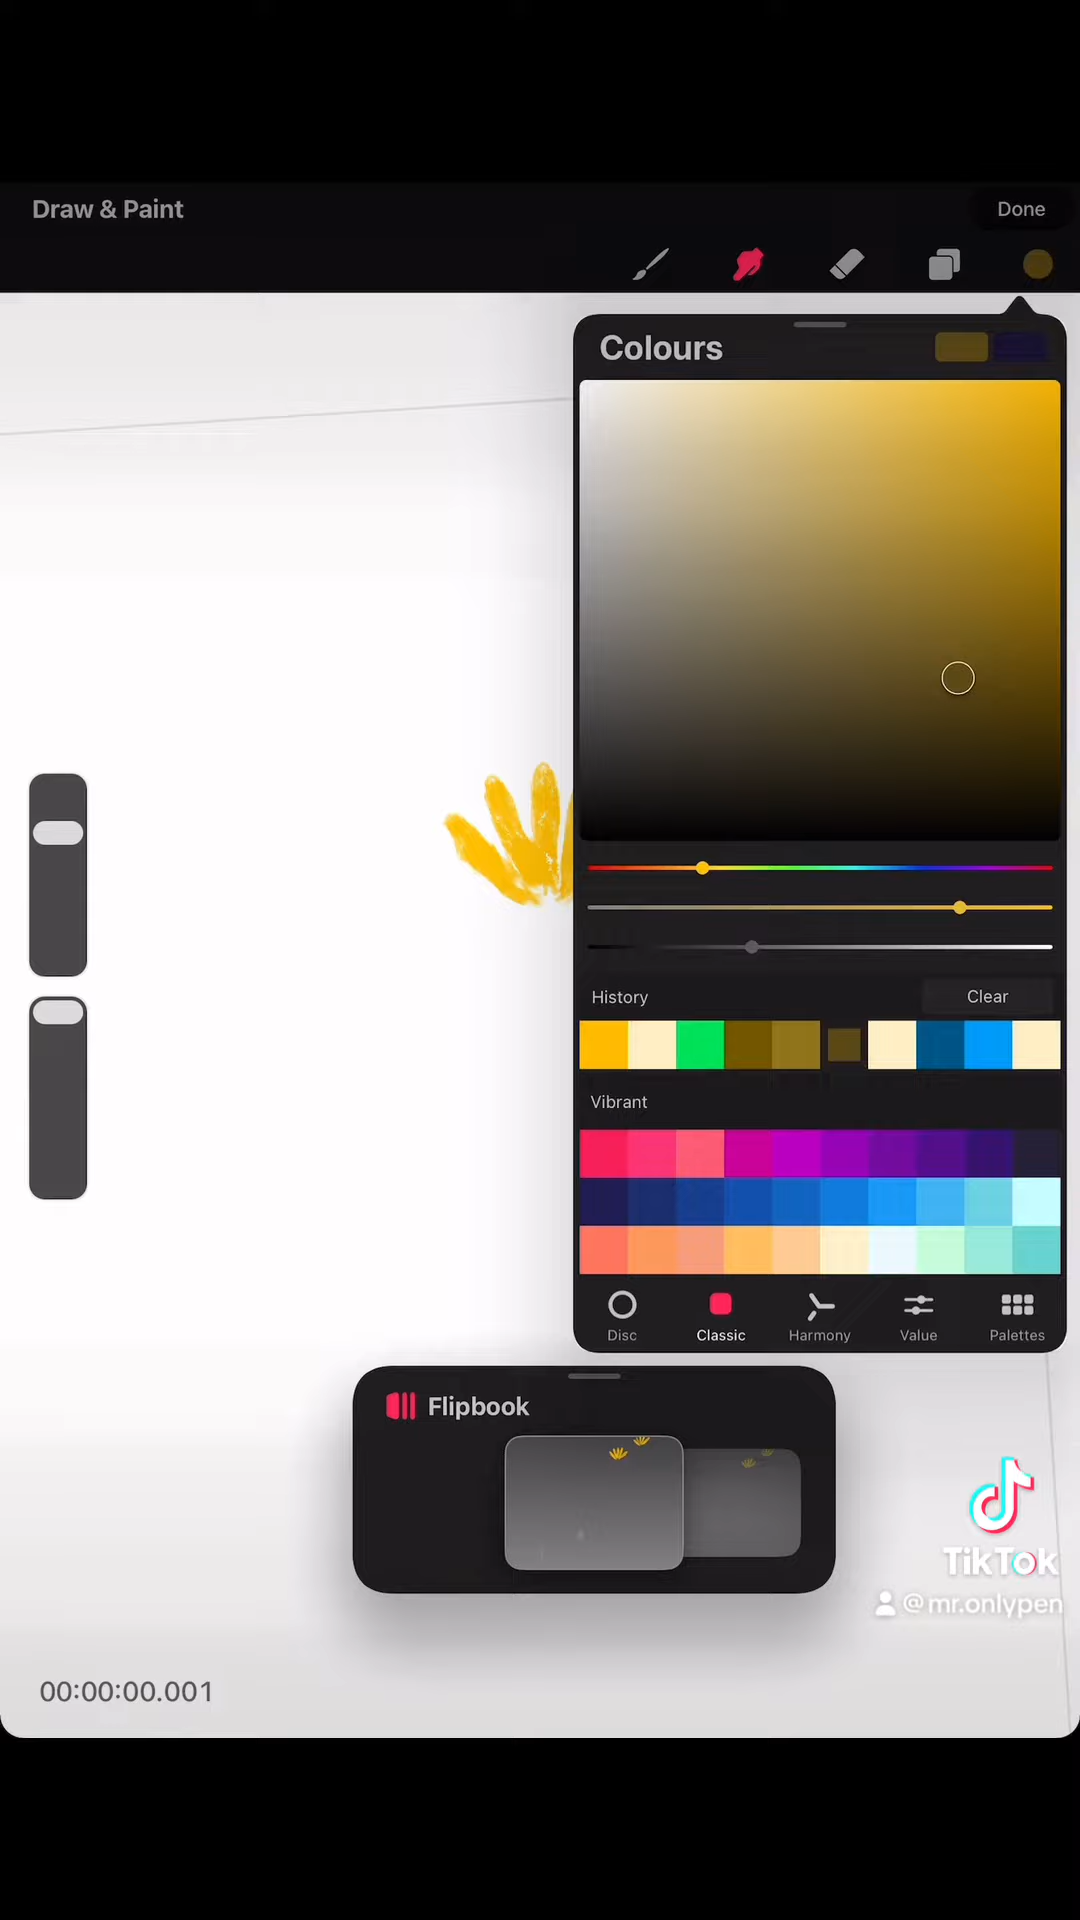 Draw & Paint
Done
Colours
History
Clear
Vibrant
Disc
Classic
Harmony
Value
Palettes
Flipbook
TikTok
@mr.onlypen
00:00:00.001